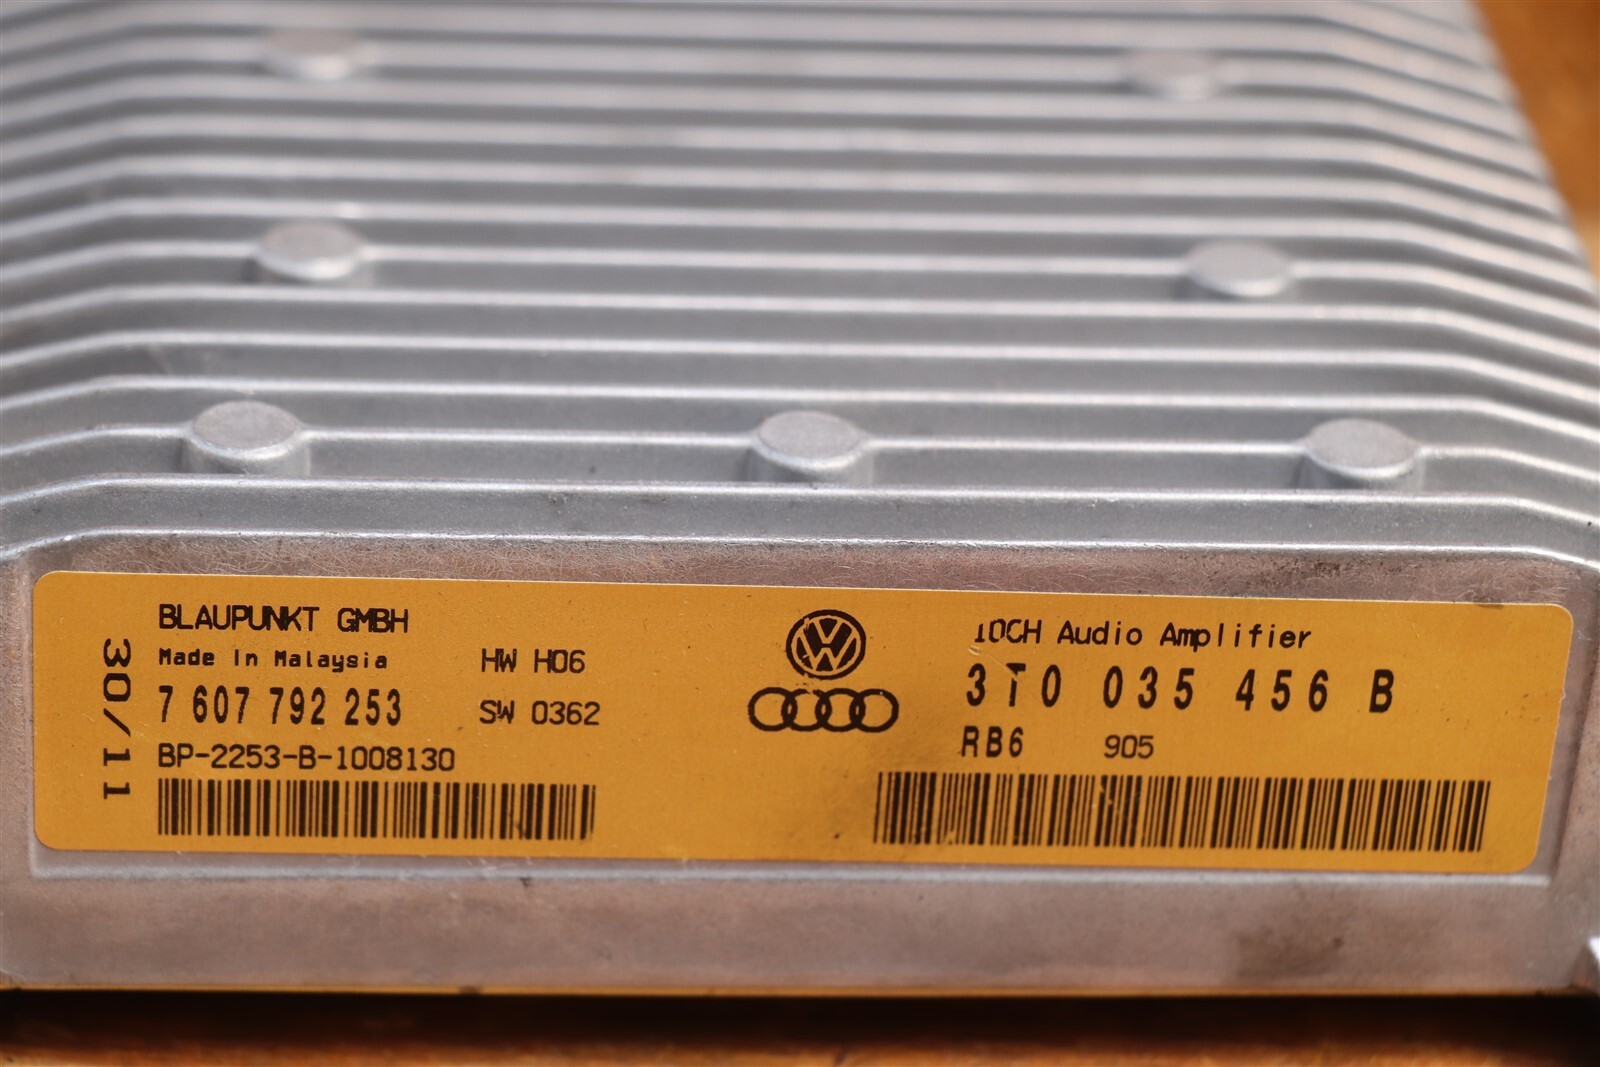 30/11
BLAUPUNKT GMBH
Made In Malaysia
7 607 792 253
BP-2253-B-1008130
HW H06
SW 0362
10CH Audio Amplifier
3T0 035 456 B
RB6 905